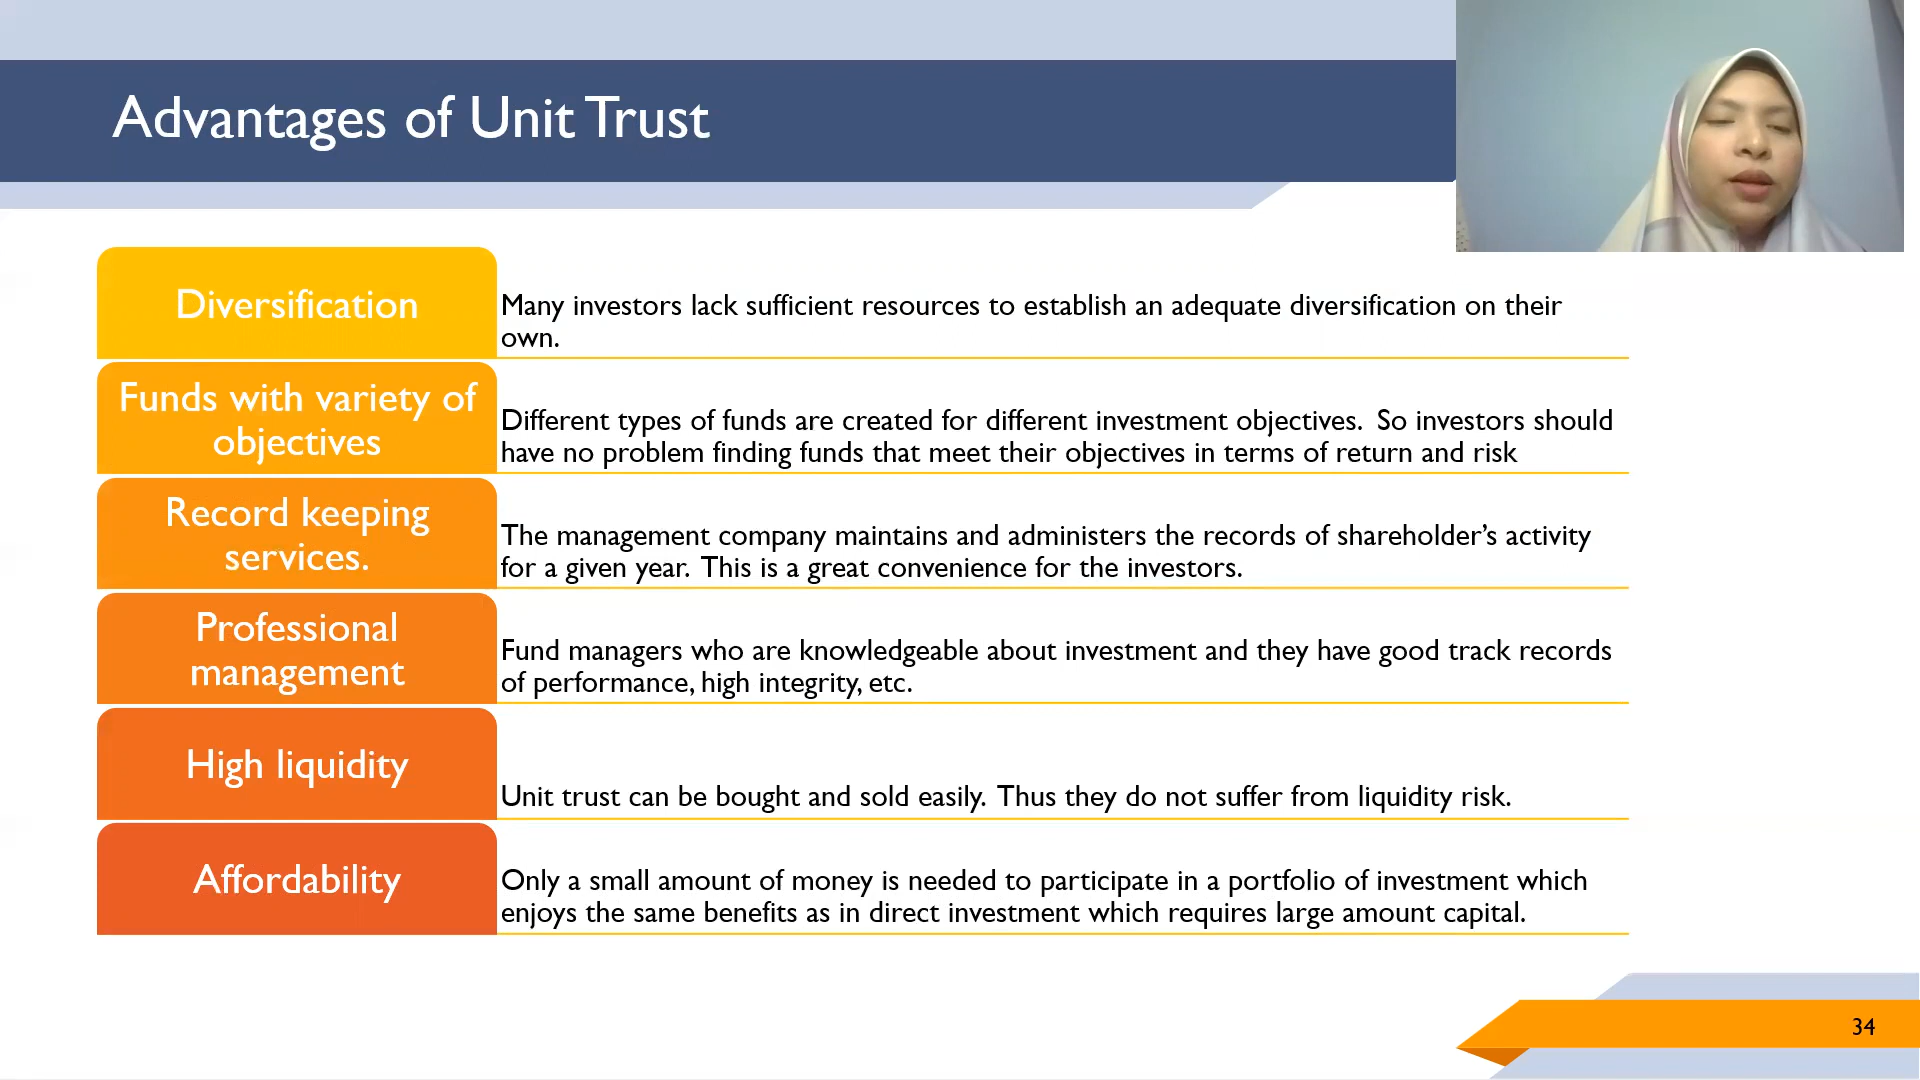 Advantages of Unit Trust
Diversification
Many investors lack sufficient resources to establish an adequate diversification on their
own.
Funds with variety of
objectives
Different types of funds are created for different investment objectives.  So investors should
have no problem finding funds that meet their objectives in terms of return and risk
Record keeping
services.
The management company maintains and administers the records of shareholder’s activity
for a given year.  This is a great convenience for the investors.
Professional
management
Fund managers who are knowledgeable about investment and they have good track records
of performance, high integrity, etc.
High liquidity
Unit trust can be bought and sold easily.  Thus they do not suffer from liquidity risk.
Affordability
Only a small amount of money is needed to participate in a portfolio of investment which
enjoys the same benefits as in direct investment which requires large amount capital.
34